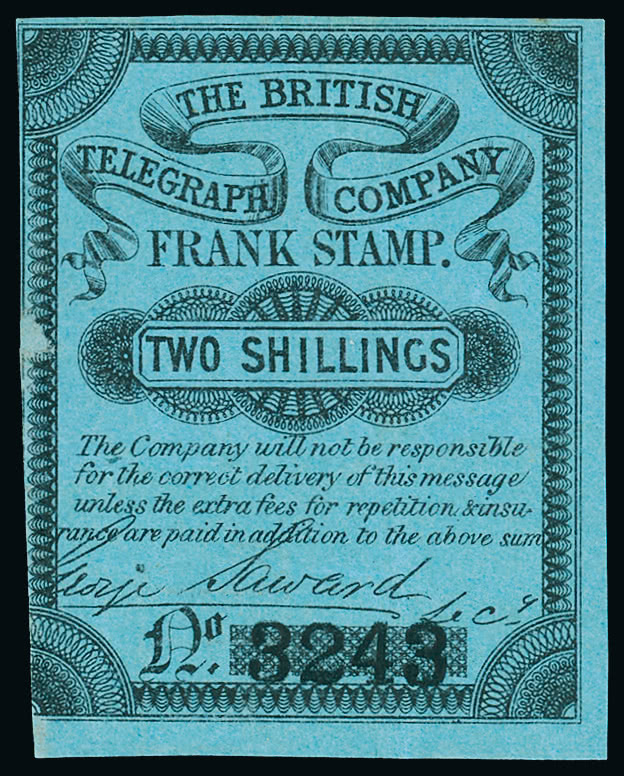 THE BRITISH
TELEGRAPH COMPANY
FRANK STAMP.
TWO SHILLINGS
The Company will not be responsible
for the correct delivery of this message
unless the extra fees for repetition & insu-
rance are paid in addition to the above sum
George Saward
Secy.
No. 3243